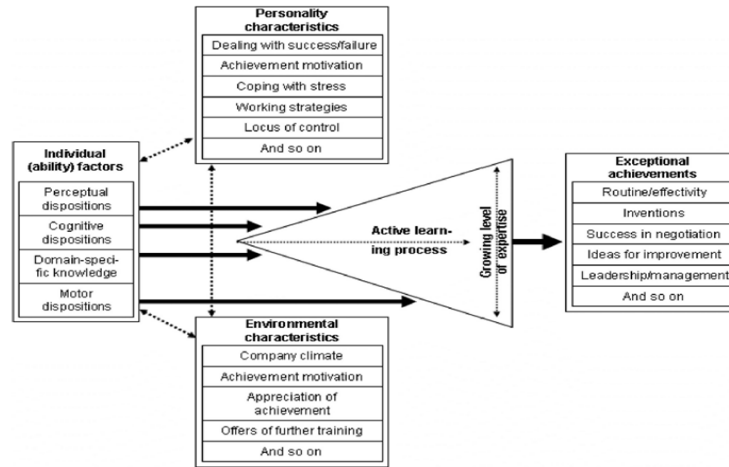 Personality
characteristics
Dealing with success/failure
Achievement motivation
Coping with stress
Working strategies
Locus of control
And so on
Individual
(ability) factors
Perceptual
dispositions
Cognitive
dispositions
Domain-speci-
fic knowledge
Motor
dispositions
Active learn-
ing process
Growing level
of expertise
Exceptional
achievements
Routine/effectivity
Inventions
Success in negotiation
Ideas for improvement
Leadership/management
And so on
Environmental
characteristics
Company climate
Achievement motivation
Appreciation of
achievement
Offers of further training
And so on